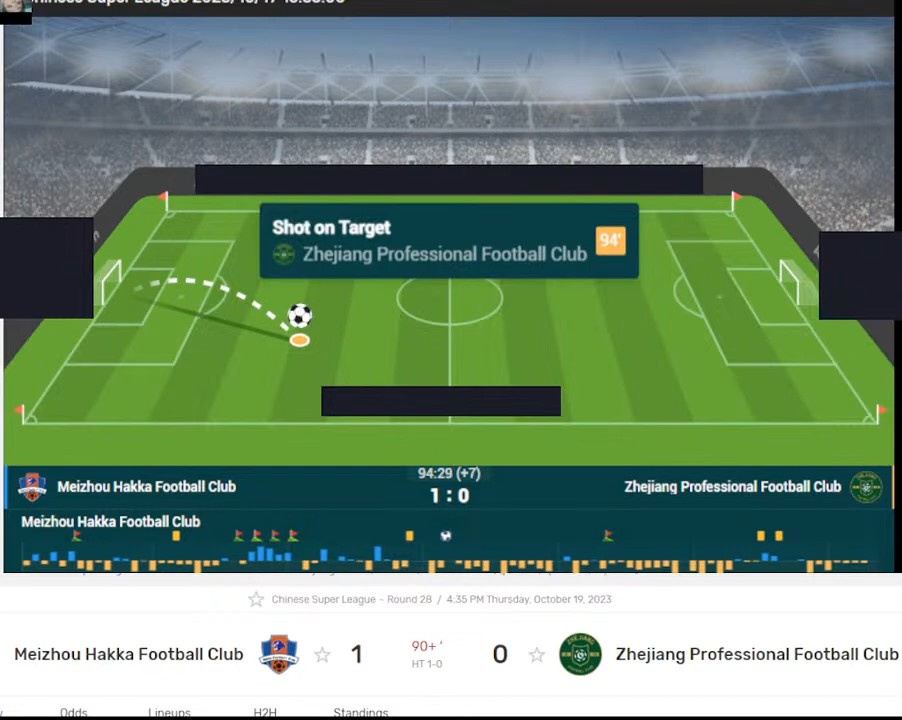 Shot on Target
Zhejiang Professional Football Club
94'
94:29 (+7)
Meizhou Hakka Football Club
1 : 0
Zhejiang Professional Football Club
Meizhou Hakka Football Club
Chinese Super League - Round 28 / 4:35 PM Thursday, October 19, 2023
Meizhou Hakka Football Club
1
90+ '
HT 1-0
0
Zhejiang Professional Football Club
Odds Lineups H2H Standings